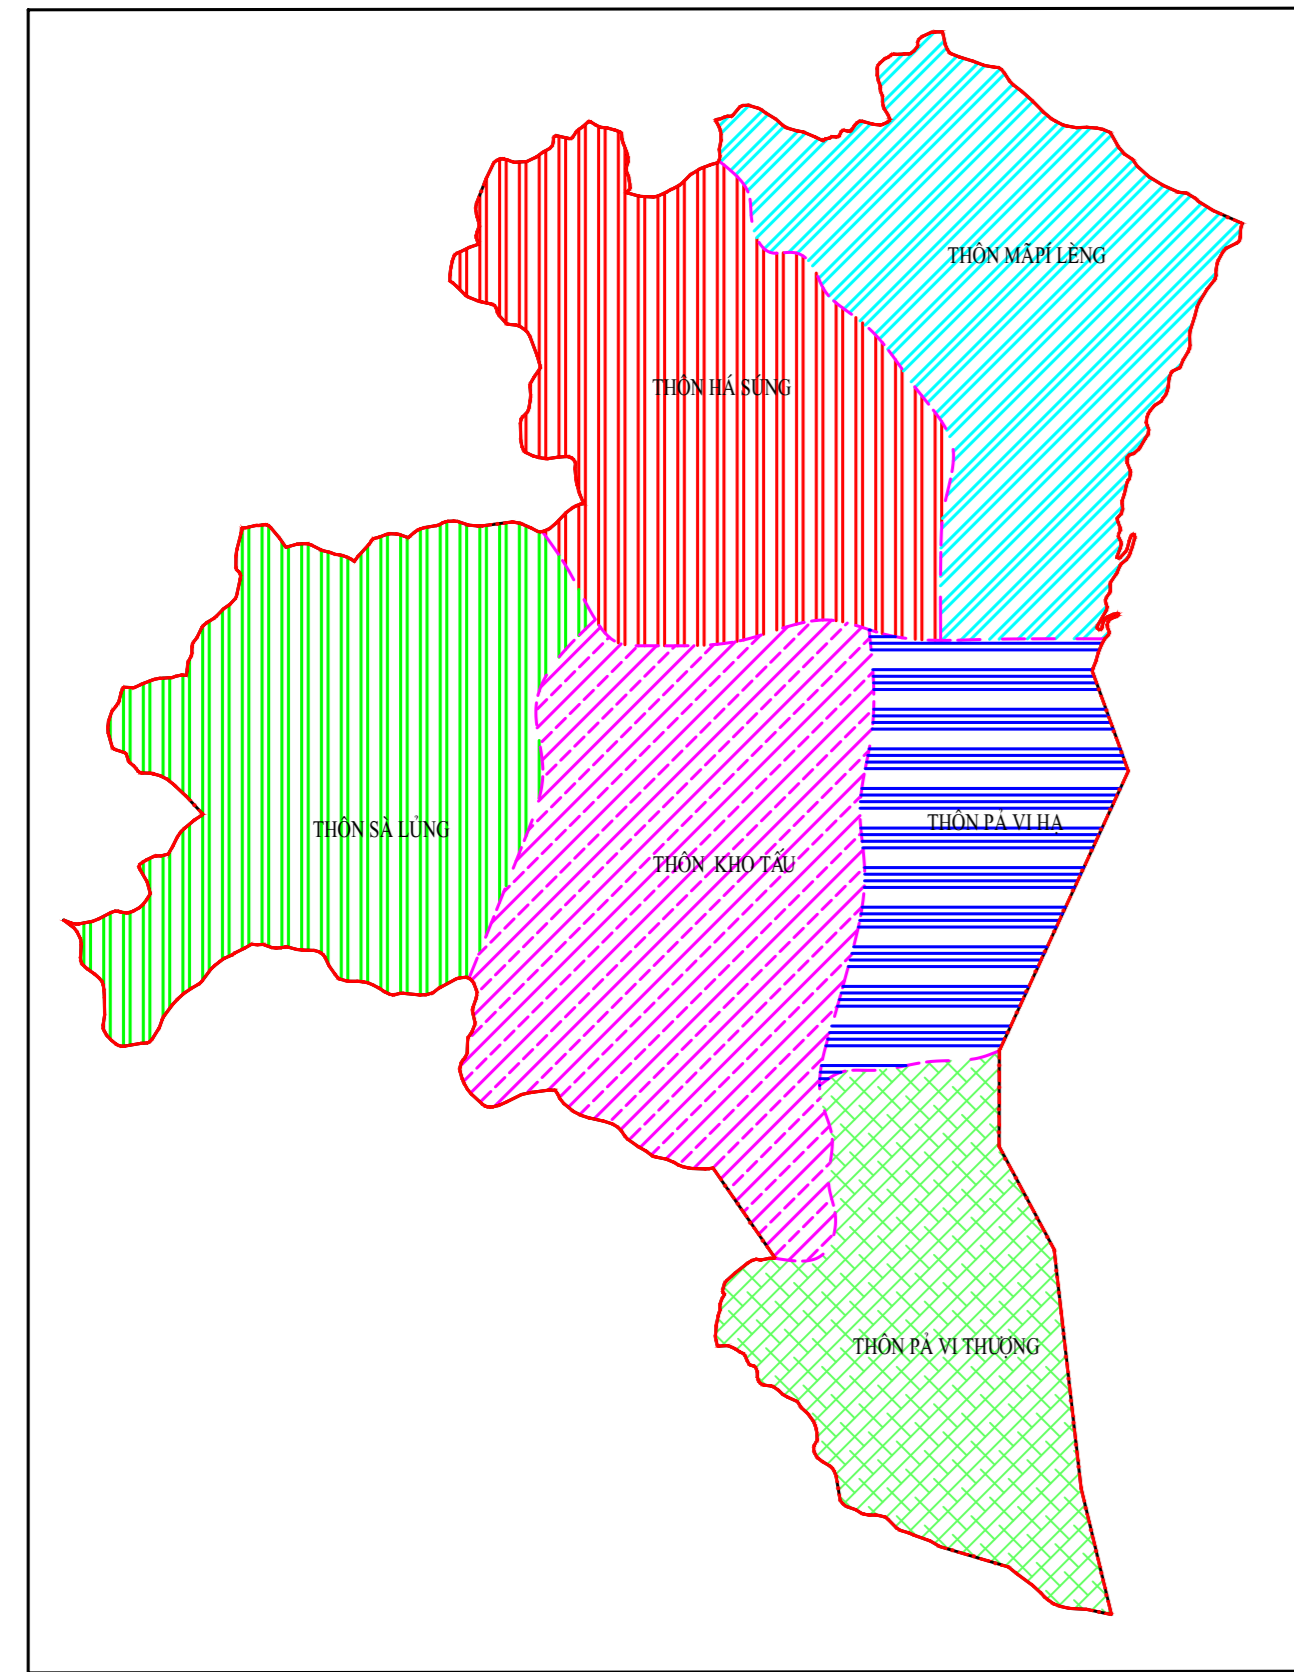 THÔN MÃPÍ LÈNG
THÔN HÁ SÚNG
THÔN SÀ LỦNG
THÔN PẢ VI HẠ
THÔN KHO TẤU
THÔN PẢ VI THƯỢNG